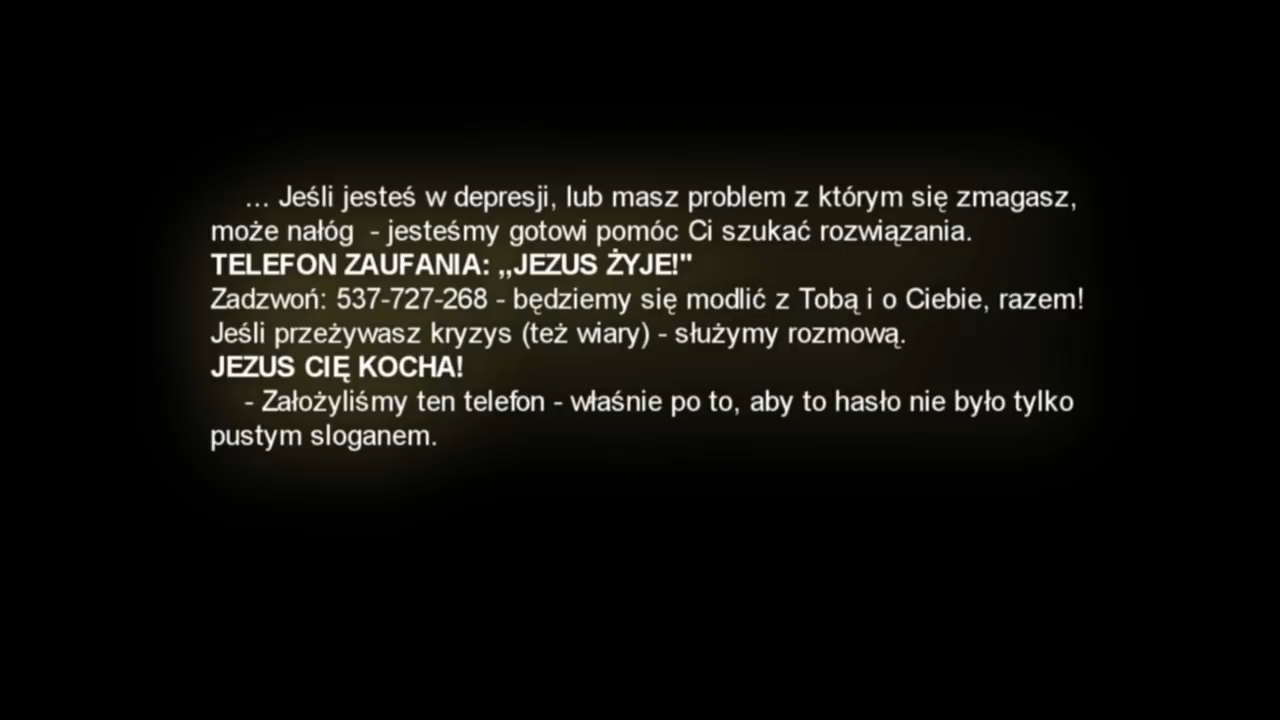 ... Jeśli jesteś w depresji, lub masz problem z którym się zmagasz,
może nałóg - jesteśmy gotowi pomóc Ci szukać rozwiązania.
TELEFON ZAUFANIA: „JEZUS ŻYJE!"
Zadzwoń: 537-727-268 - będziemy się modlić z Tobą i o Ciebie, razem!
Jeśli przeżywasz kryzys (też wiary) - służymy rozmową.
JEZUS CIĘ KOCHA!
- Założyliśmy ten telefon - właśnie po to, aby to hasło nie było tylko
pustym sloganem.